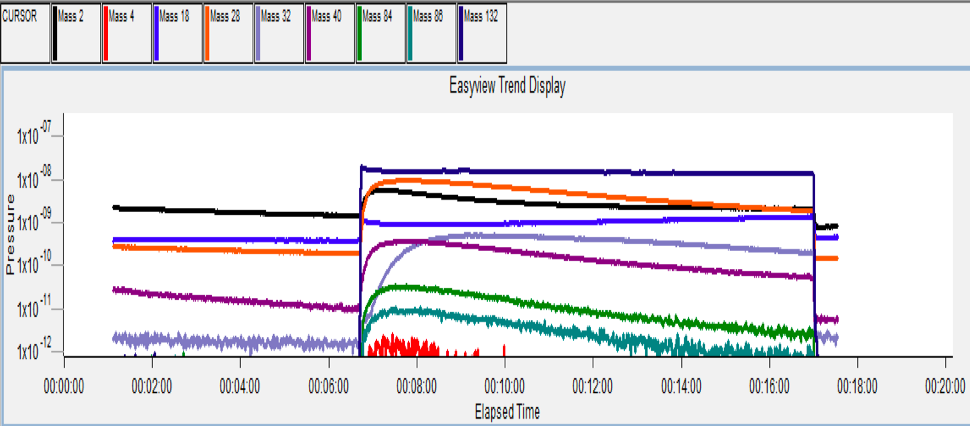 CURSOR Mass 2 Mass 4 Mass 18 Mass 28 Mass 32 Mass 40 Mass 84 Mass 86 Mass 132
Easyview Trend Display
Pressure
1x10 -07
1x10 -08
1x10 -09
1x10 -10
1x10 -11
1x10 -12
00:00:00 00:02:00 00:04:00 00:06:00 00:08:00 00:10:00 00:12:00 00:14:00 00:16:00 00:18:00 00:20:00
Elapsed Time